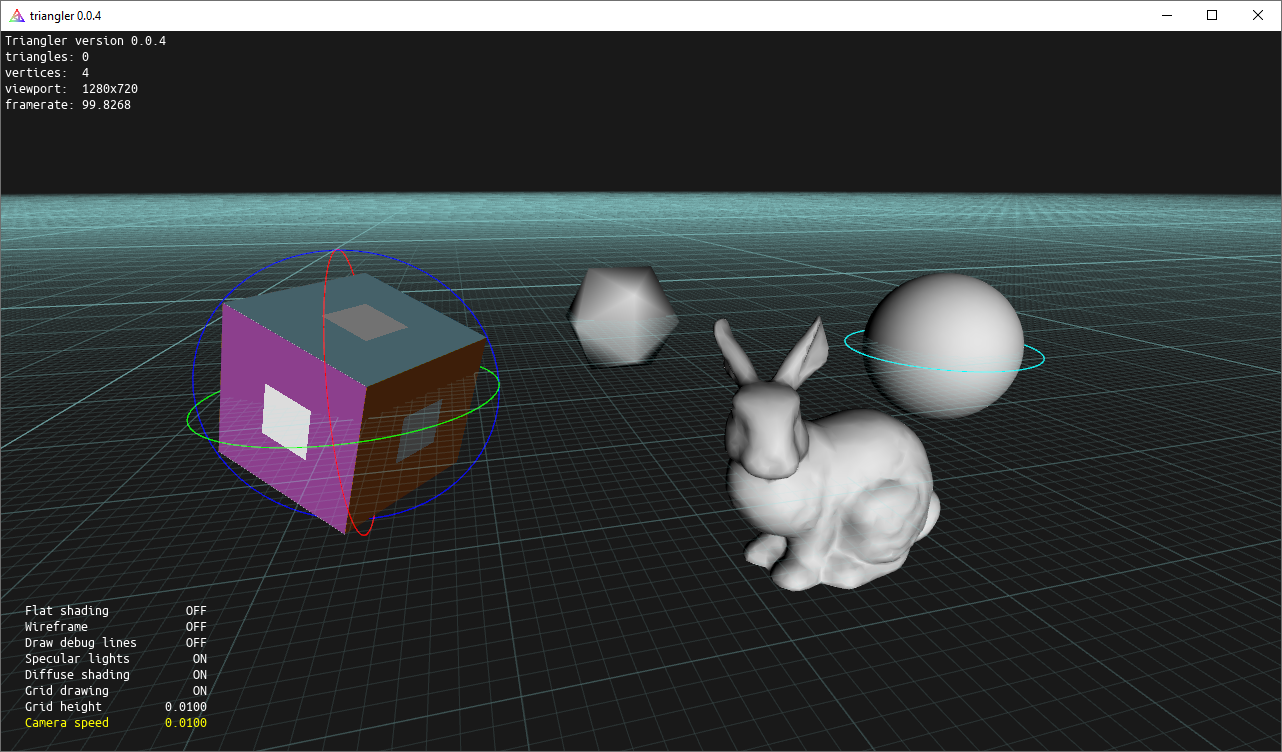 triangler 0.0.4
Triangler version 0.0.4
triangles: 0
vertices:  4
viewport:  1280x720
framerate: 99.8268
Flat shading OFF
Wireframe OFF
Draw debug lines OFF
Specular lights ON
Diffuse shading ON
Grid drawing ON
Grid height 0.0100
Camera speed 0.0100